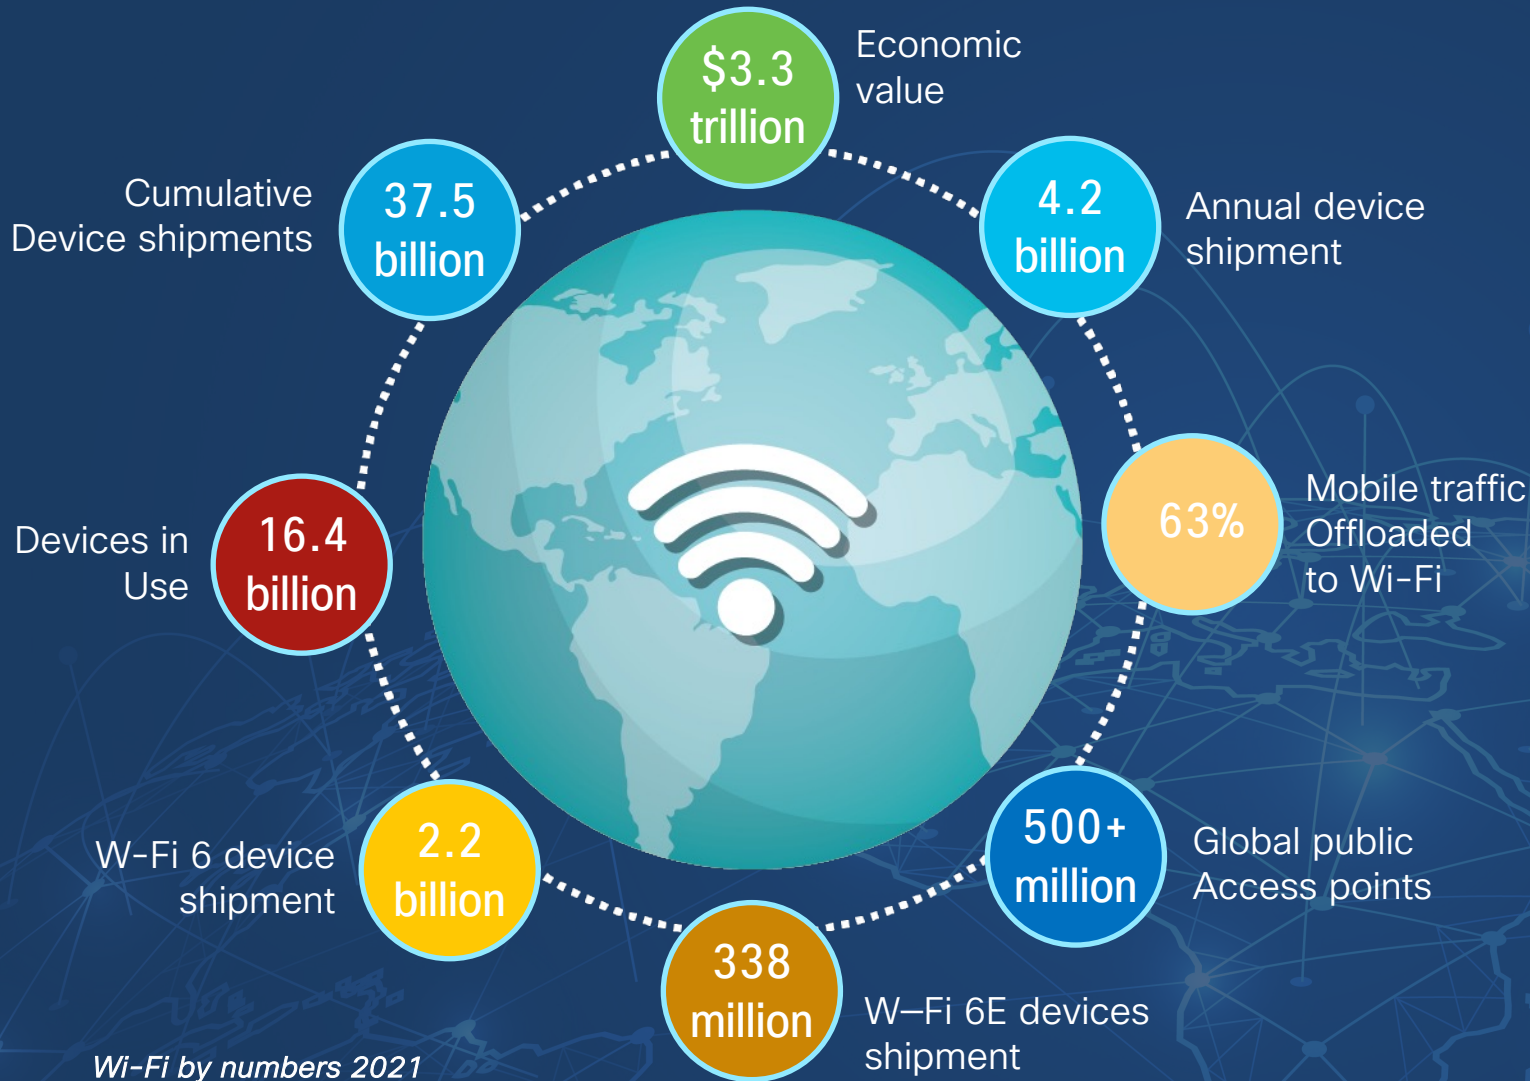 $3.3
trillion
Economic
value
4.2
billion
Annual device
shipment
63%
Mobile traffic
Offloaded
to Wi-Fi
500+
million
Global public
Access points
338
million
W–Fi 6E devices
shipment
2.2
billion
W-Fi 6 device
shipment
16.4
billion
Devices in
Use
37.5
billion
Cumulative
Device shipments
Wi-Fi by numbers 2021